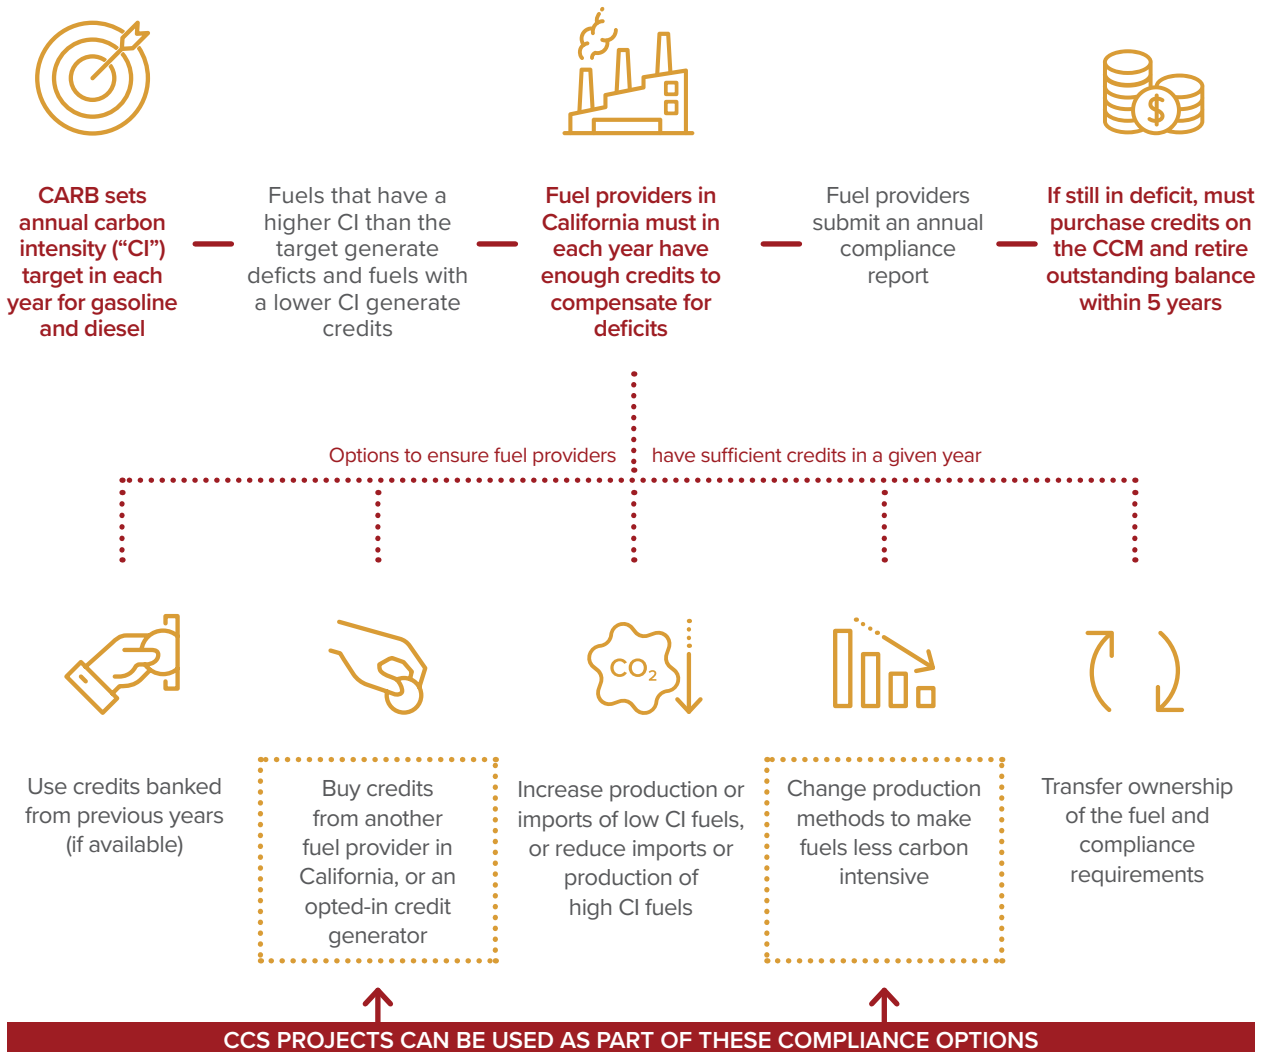 CARB sets
annual carbon
intensity (“CI”)
target in each
year for gasoline
and diesel
Fuels that have a
higher CI than the
target generate
deficts and fuels with
a lower CI generate
credits
Fuel providers in
California must in
each year have
enough credits to
compensate for
deficits
Fuel providers
submit an annual
compliance
report
If still in deficit, must
purchase credits on
the CCM and retire
outstanding balance
within 5 years
Options to ensure fuel providers have sufficient credits in a given year
Use credits banked
from previous years
(if available)
Buy credits
from another
fuel provider in
California, or an
opted-in credit
generator
CO₂
Increase production or
imports of low CI fuels,
or reduce imports or
production of
high CI fuels
Change production
methods to make
fuels less carbon
intensive
Transfer ownership
of the fuel and
compliance
requirements
CCS PROJECTS CAN BE USED AS PART OF THESE COMPLIANCE OPTIONS
$